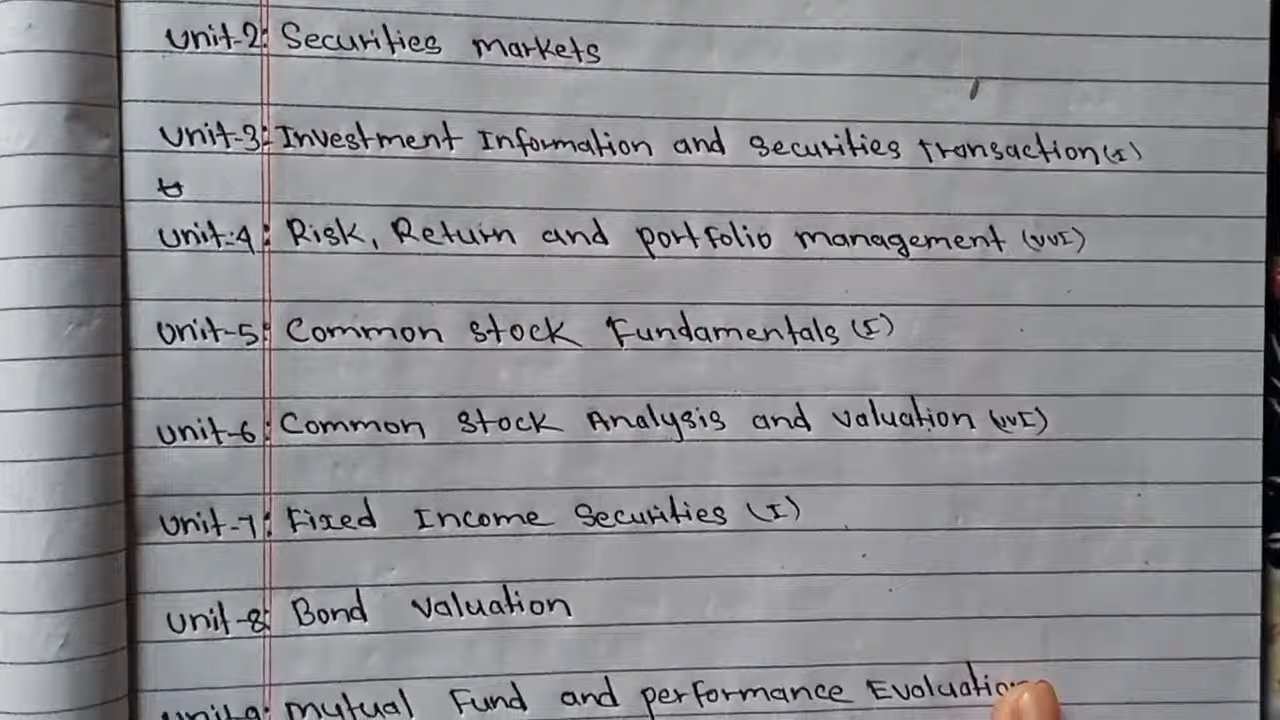 Unit-2: Securities markets
Unit-3: Investment Information and securities transaction (I)
Unit-4: Risk, Return and portfolio management (VVI)
Unit-5: Common stock Fundamentals (I)
Unit-6: Common stock Analysis and valuation (VVI)
Unit-7: Fixed Income Securities (I)
Unit-8: Bond valuation
Unit-9: Mutual Fund and performance Evaluation